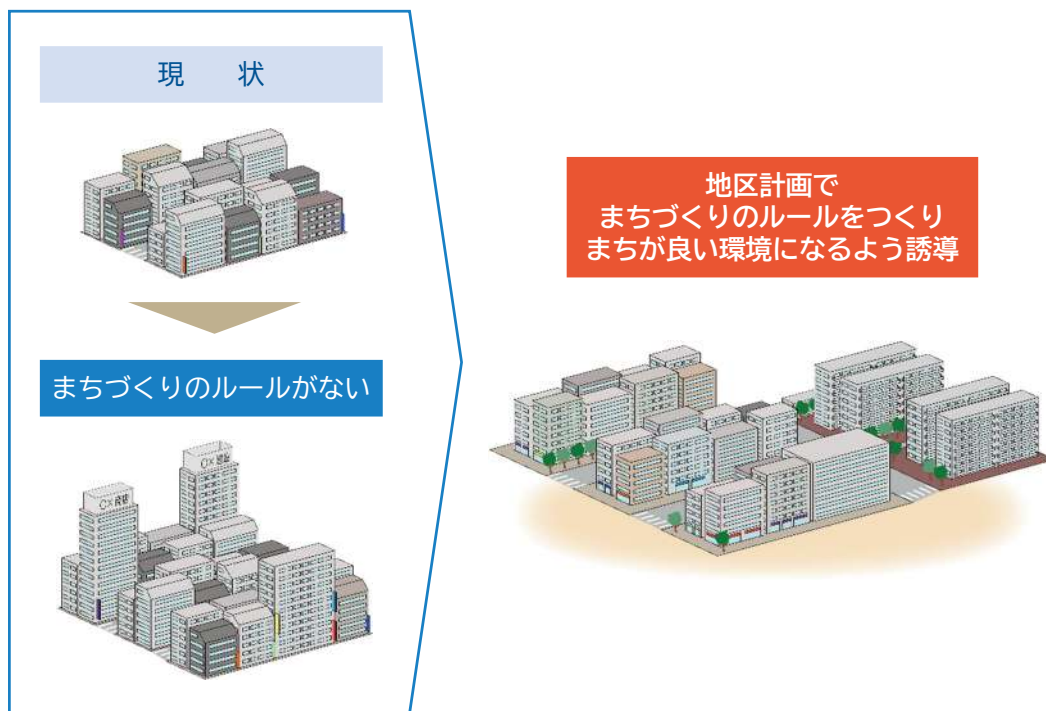 現　状
まちづくりのルールがない
地区計画で
まちづくりのルールをつくり
まちが良い環境になるよう誘導